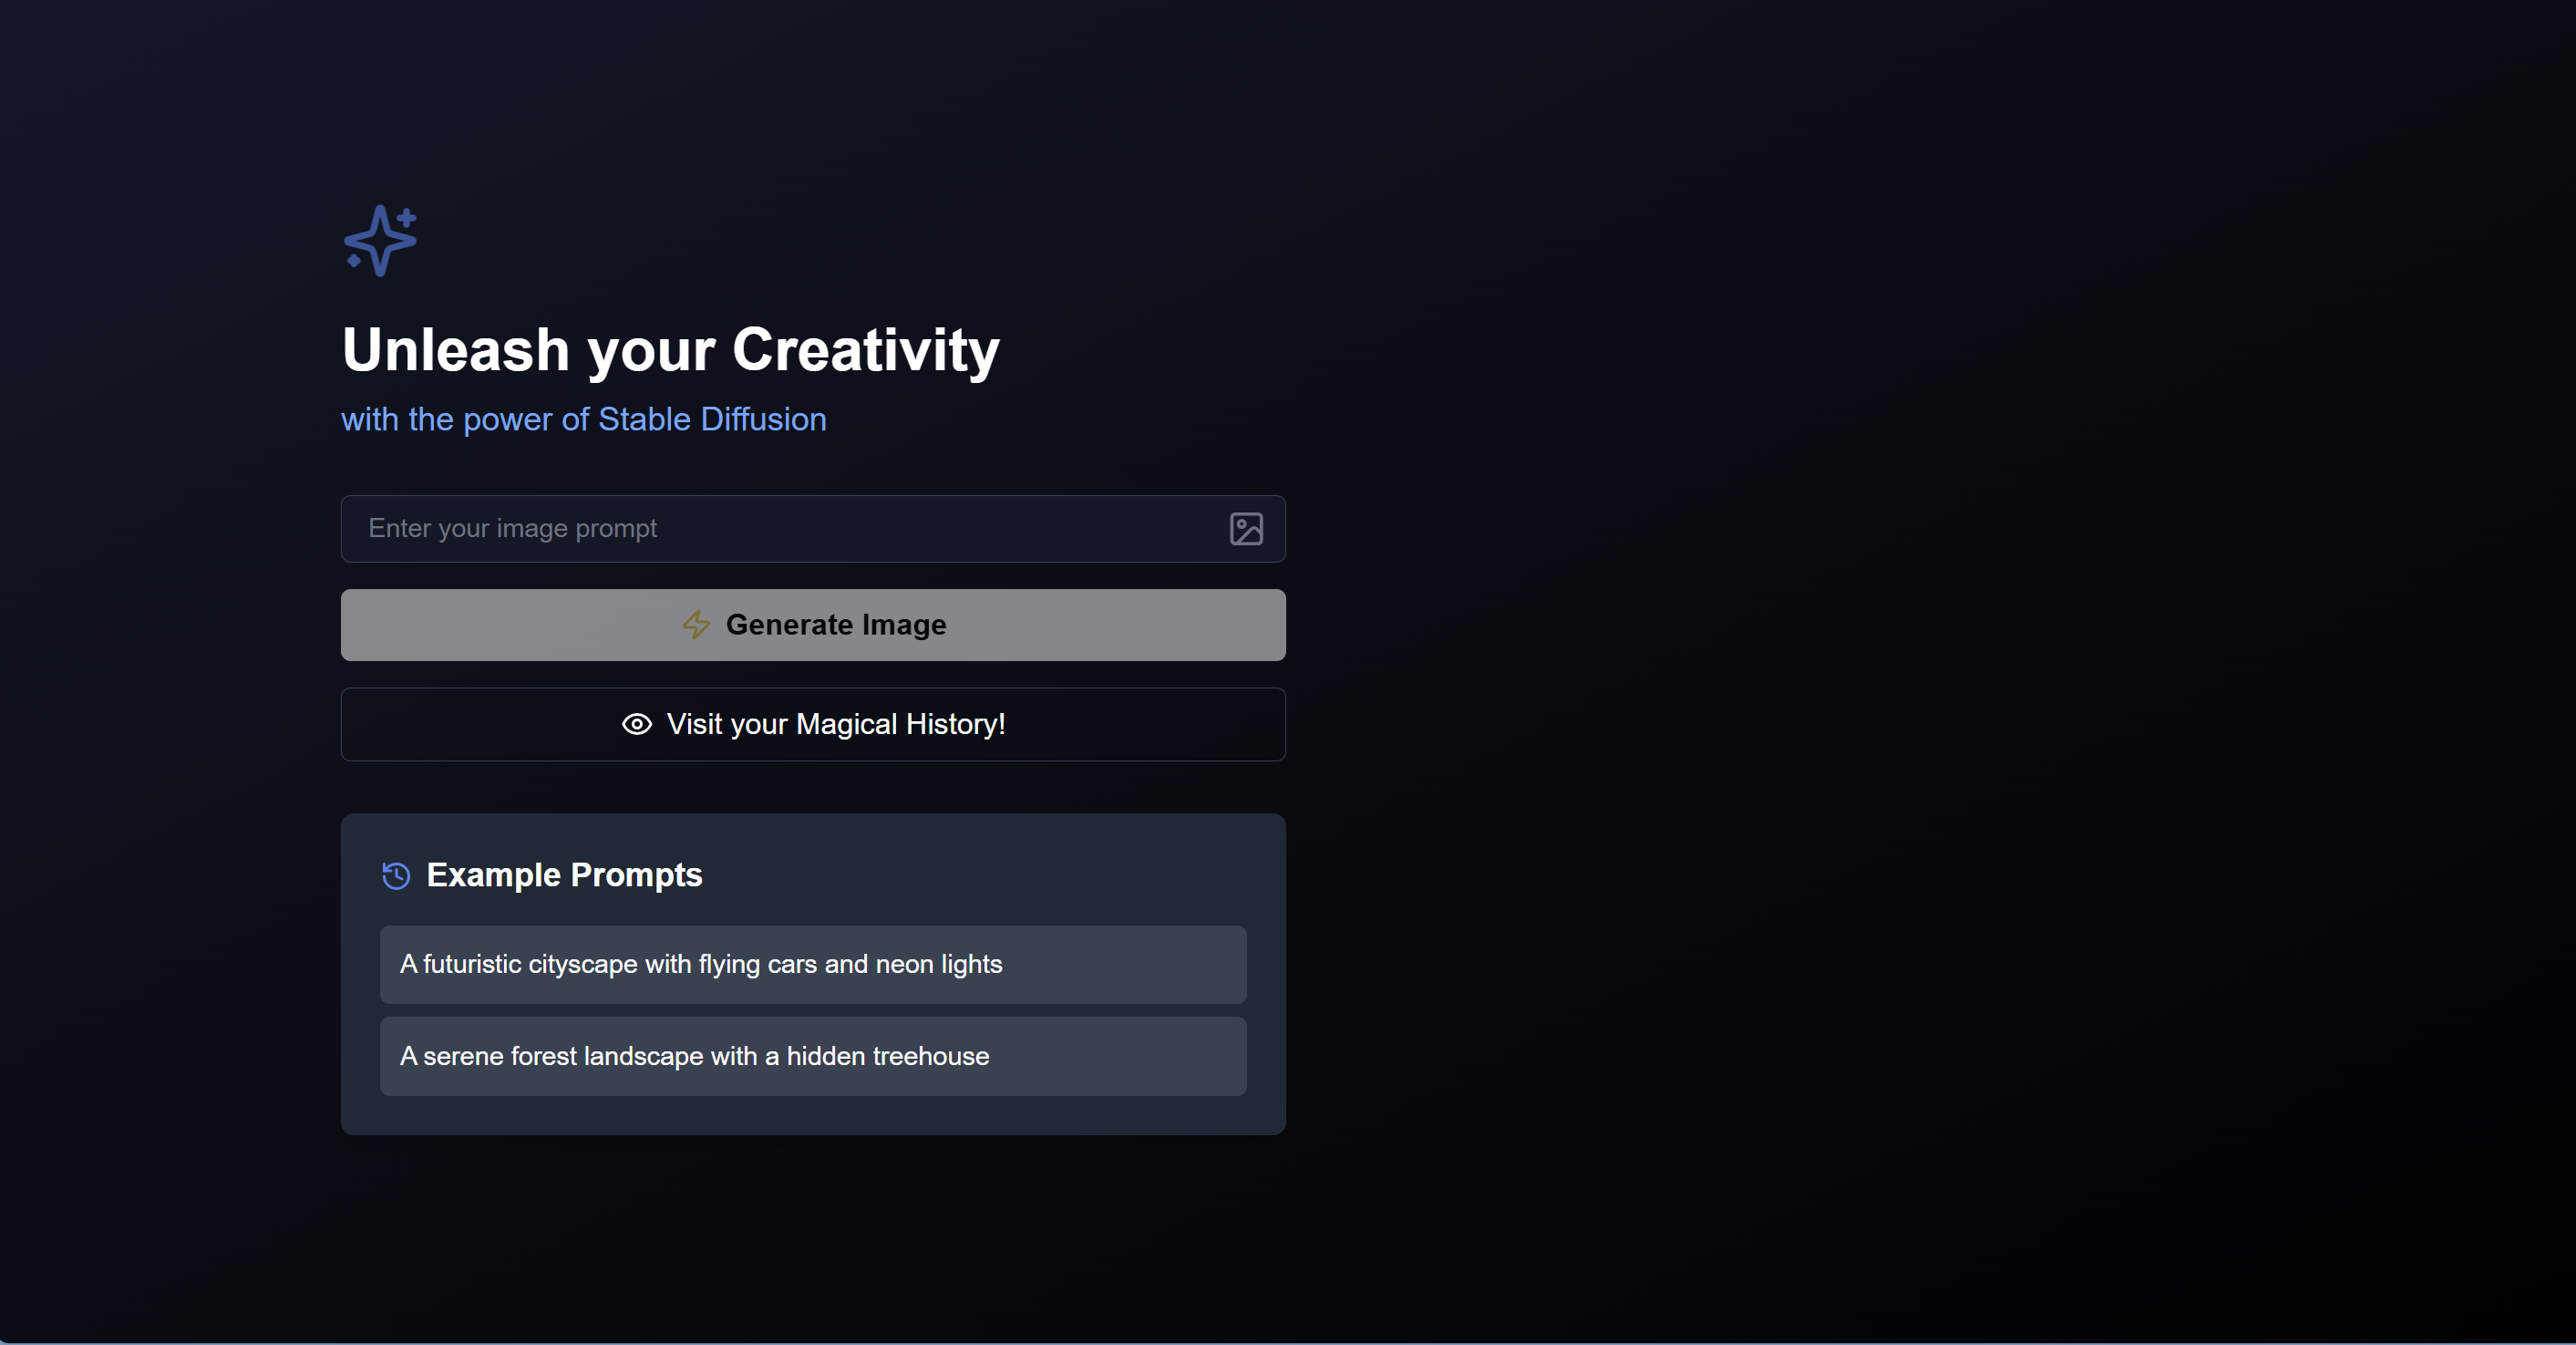 Unleash your Creativity
with the power of Stable Diffusion
Enter your image prompt
Generate Image
Visit your Magical History!
Example Prompts
A futuristic cityscape with flying cars and neon lights
A serene forest landscape with a hidden treehouse